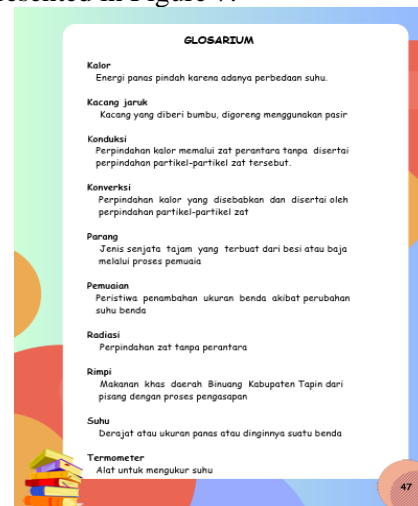 GLOSARIUM
Kalor
Energi panas pindah karena adanya perbedaan suhu.
Kacang jaruk
Kacang yang diberi bumbu, digoreng menggunakan pasir
Konduksi
Perpindahan kalor memalui zat perantara tanpa disertai
perpindahan partikel-partikel zat tersebut.
Konverksi
Perpindahan kalor yang disebabkan dan disertai oleh
perpindahan partikel-partikel zat
Parang
Jenis senjata tajam yang terbuat dari besi atau baja
melalui proses pemuaia
Pemuaian
Peristiwa penambahan ukuran benda akibat perubahan
suhu benda
Radiasi
Perpindahan zat tanpa perantara
Rimpi
Makanan khas daerah Binuang Kabupaten Tapin dari
pisang dengan proses pengasapan
Suhu
Derajat atau ukuran panas atau dinginnya suatu benda
Termometer
Alat untuk mengukur suhu
47